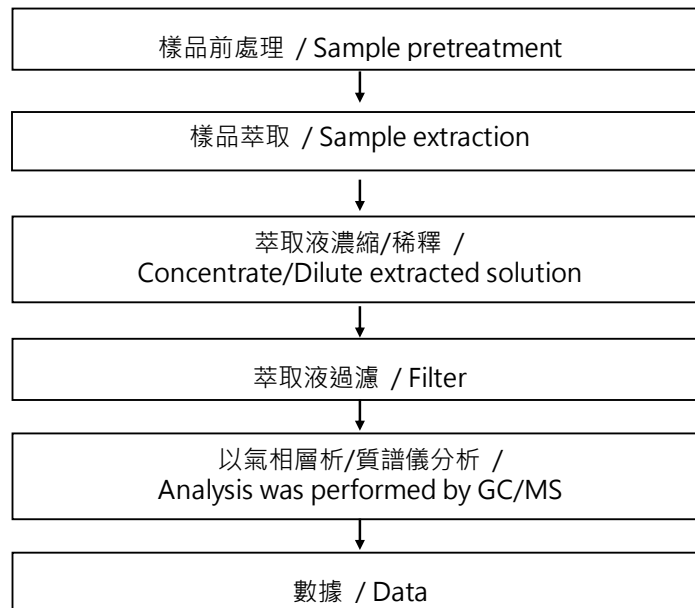 樣品前處理 / Sample pretreatment
樣品萃取 / Sample extraction
萃取液濃縮/稀釋 /
Concentrate/Dilute extracted solution
萃取液過濾 / Filter
以氣相層析/質譜儀分析 /
Analysis was performed by GC/MS
數據 / Data